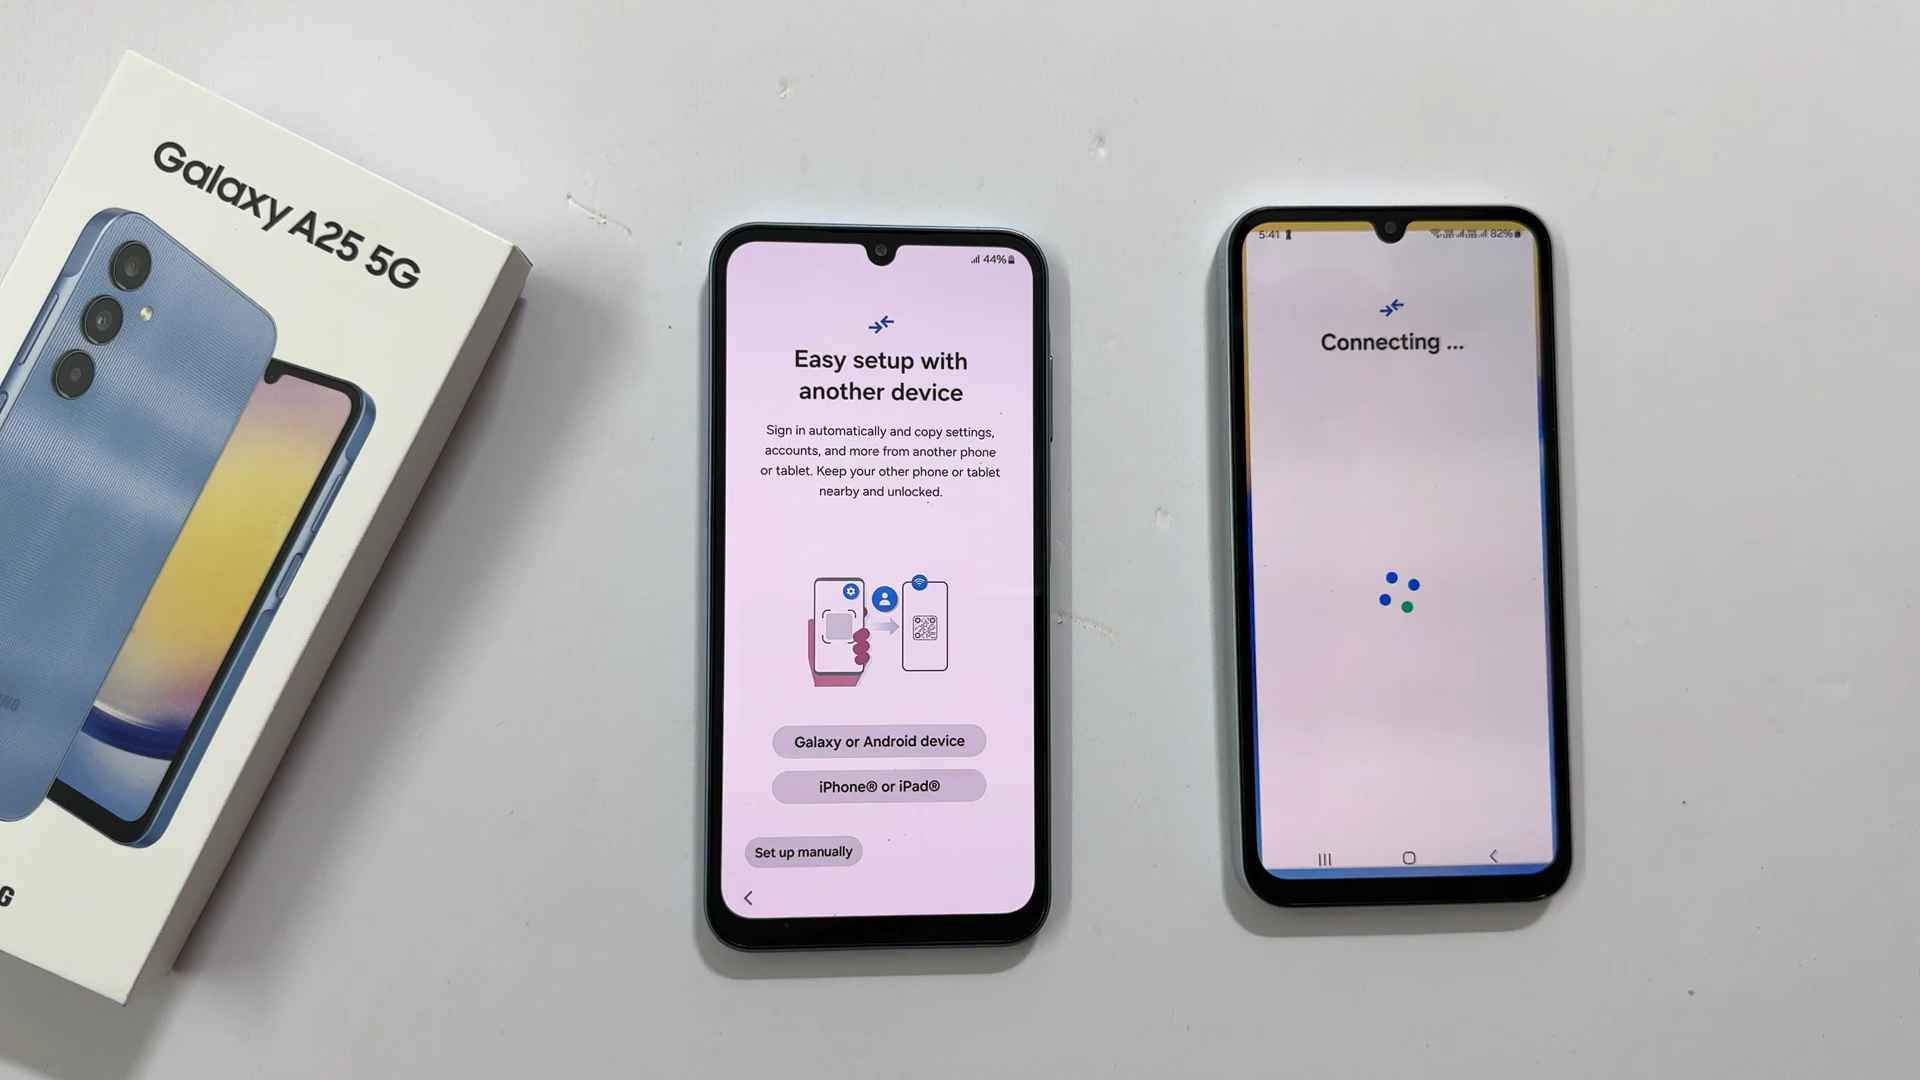 Galaxy A25 5G
44%
Easy setup with
another device
Sign in automatically and copy settings,
accounts, and more from another phone
or tablet. Keep your other phone or tablet
nearby and unlocked.
Galaxy or Android device
iPhone® or iPad®
Set up manually
5:41
82%
Connecting ...